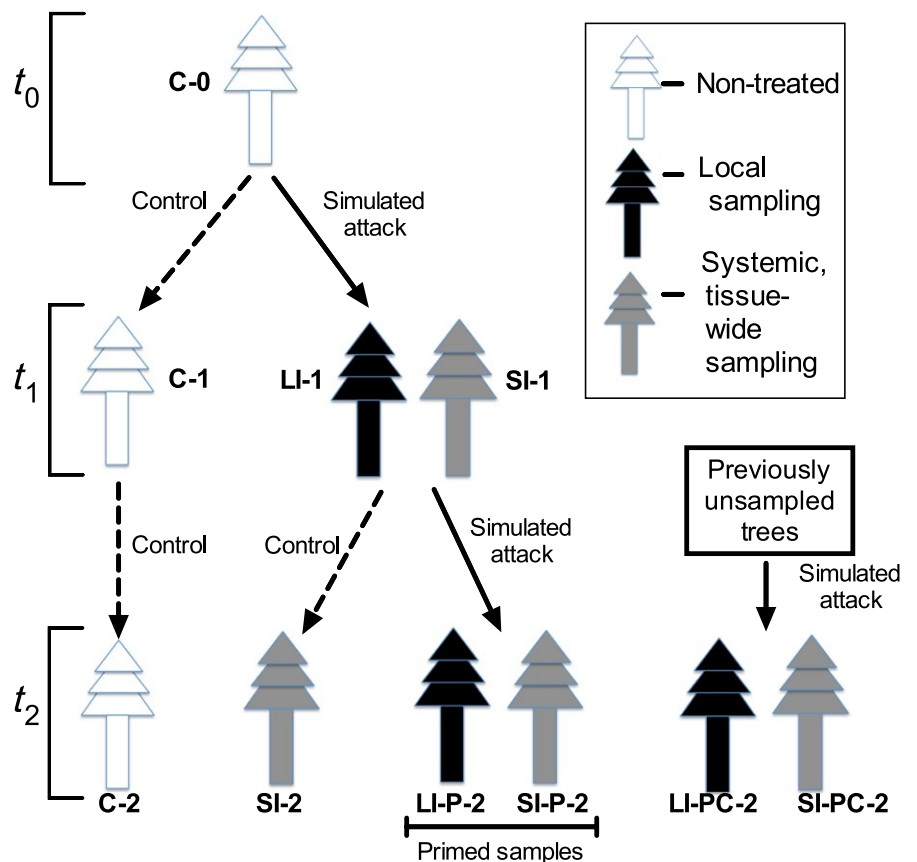 t0
C-0
Control
Simulated
attack
Non-treated
Local
sampling
Systemic,
tissue-
wide
sampling
t1
C-1
LI-1
SI-1
Previously
unsampled
trees
Control
Control
Simulated
attack
Simulated
attack
t2
C-2
SI-2
LI-P-2
SI-P-2
LI-PC-2
SI-PC-2
Primed samples